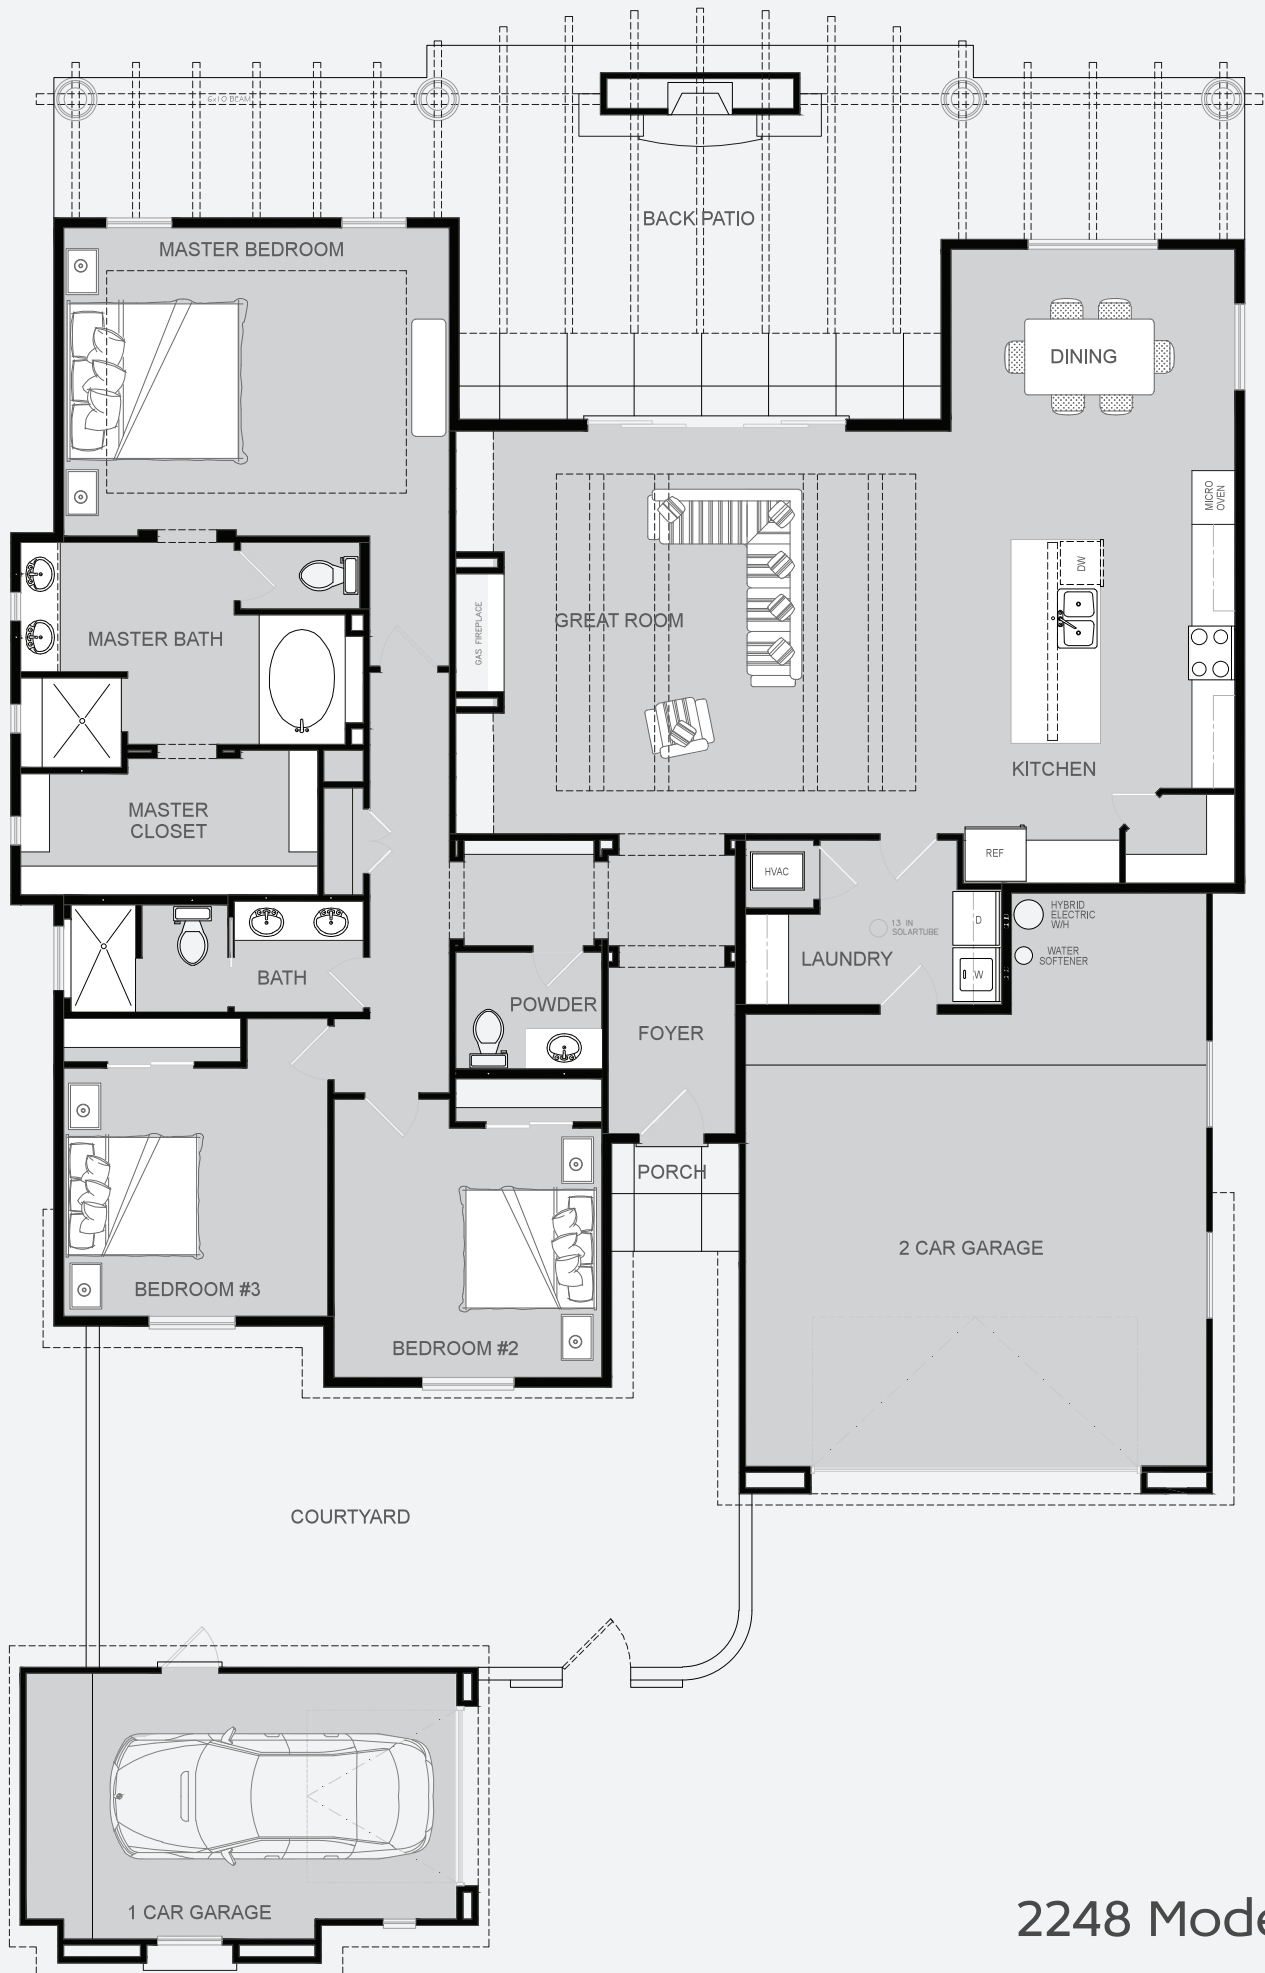 6x10 BEAM
BACK PATIO
MASTER BEDROOM
DINING
MICRO
OVEN
DW
GAS FIREPLACE
GREAT ROOM
MASTER BATH
KITCHEN
MASTER
CLOSET
REF
HVAC
HYBRID
ELECTRIC
W/H
D
13 IN
SOLARTUBE
WATER
SOFTENER
LAUNDRY
W
BATH
POWDER
FOYER
PORCH
2 CAR GARAGE
BEDROOM #3
BEDROOM #2
COURTYARD
1 CAR GARAGE
2248 Mode